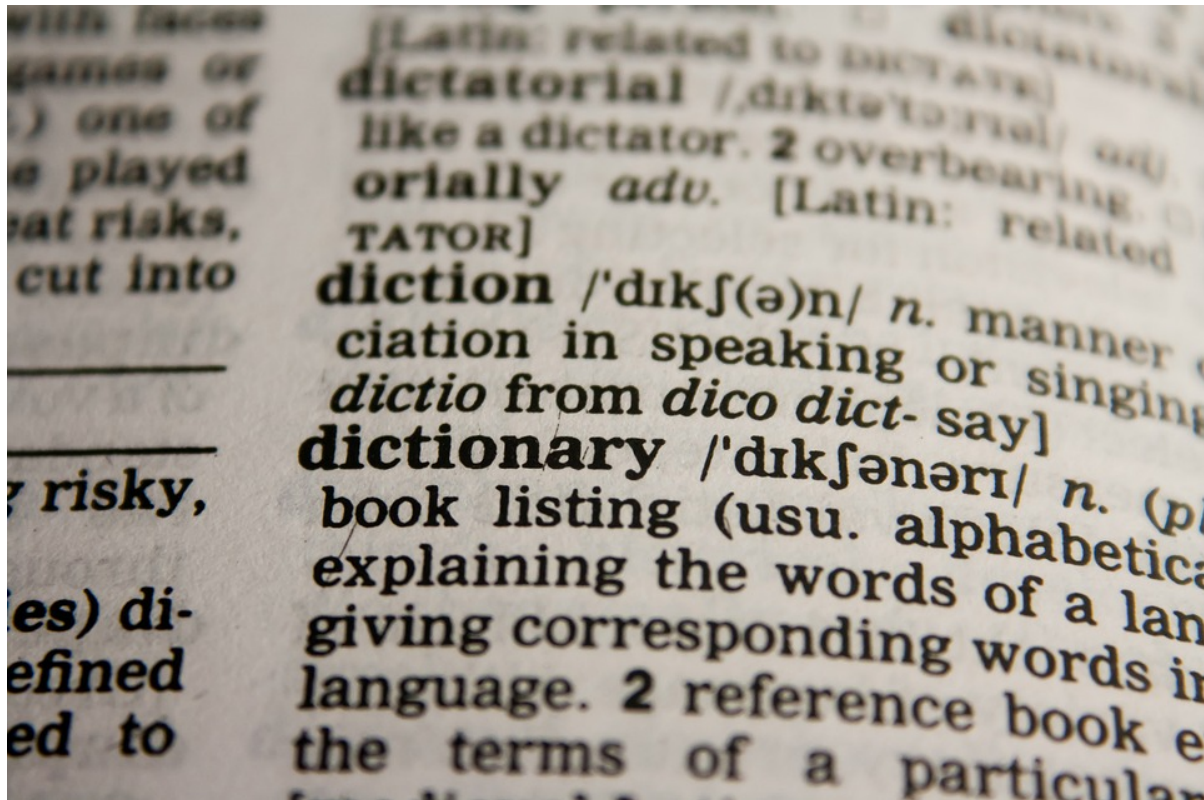 with faces
games or
.) one of
e played
eat risks,
cut into
g risky,
ies) di-
efined
ed to
[Latin: related to DICTATE]
dictatorial /ˌdɪktəˈtɔːrɪəl/ adj.
like a dictator. 2 overbearing.
orially adv. [Latin: related
TATOR]
diction /ˈdɪkʃ(ə)n/ n. manner
ciation in speaking or singing
dictio from dico dict- say]
dictionary /ˈdɪkʃənərɪ/ n. (p
book listing (usu. alphabetica
explaining the words of a lan
giving corresponding words in
language. 2 reference book e
the terms of a particular